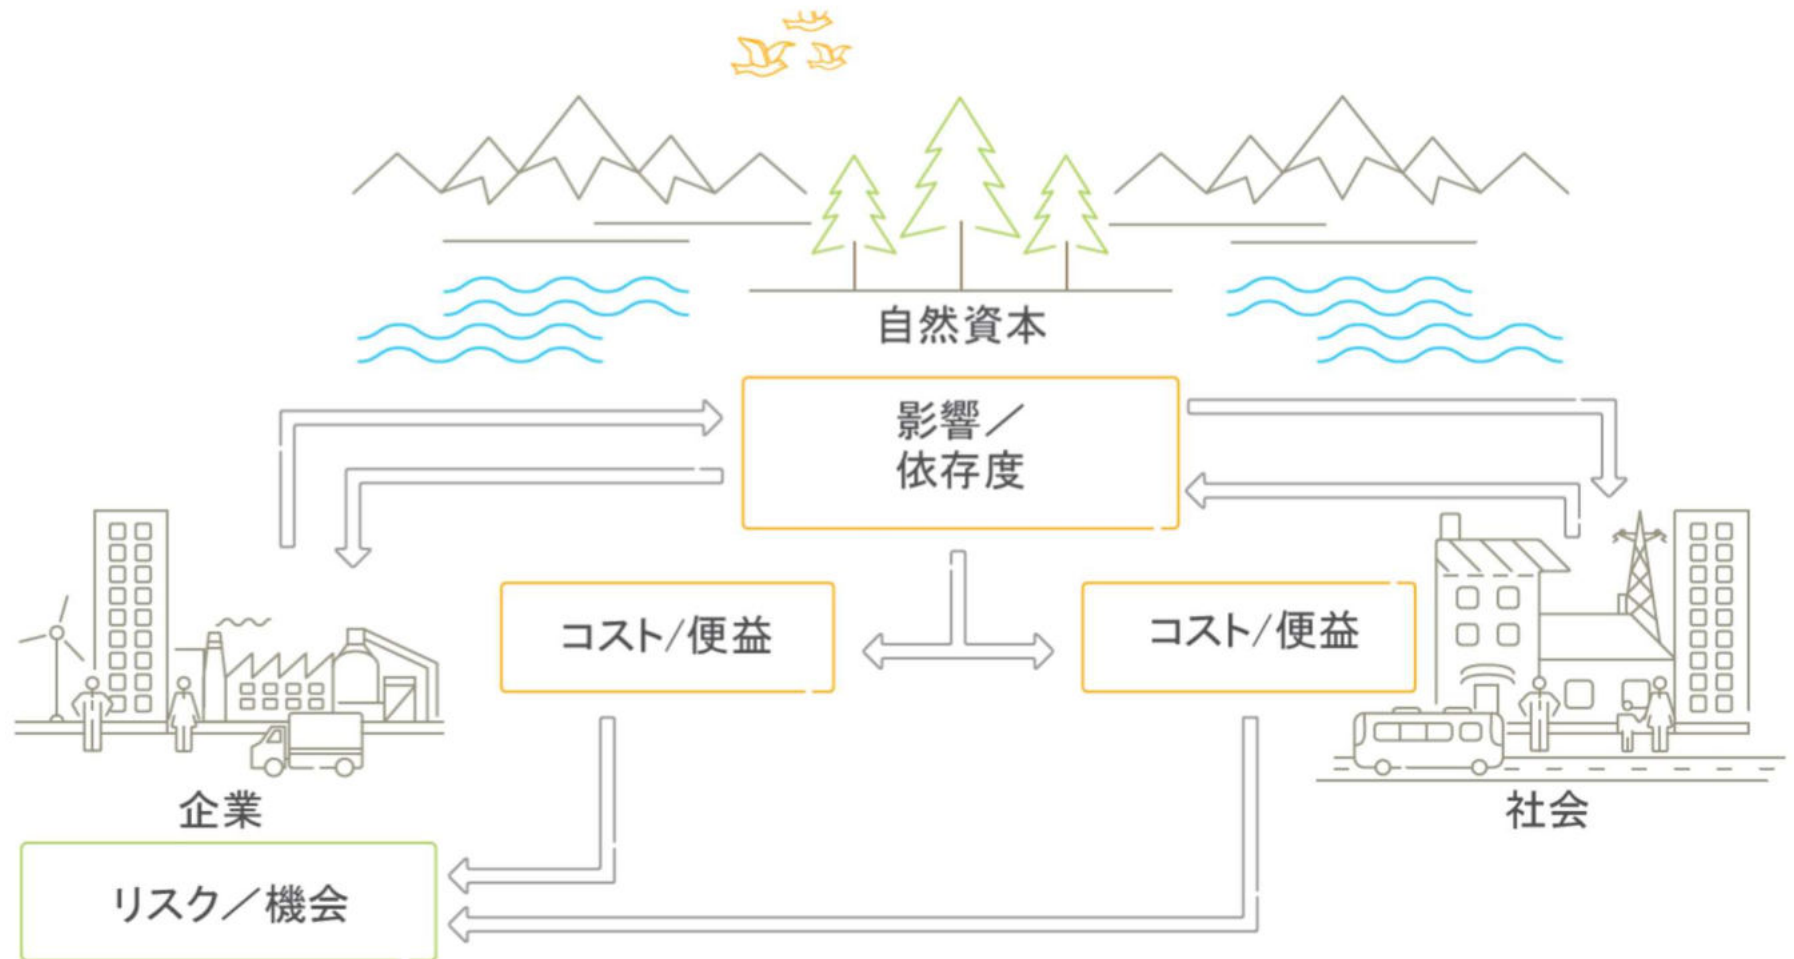 自然資本
影響／
依存度
コスト/便益
コスト/便益
企業
社会
リスク／機会